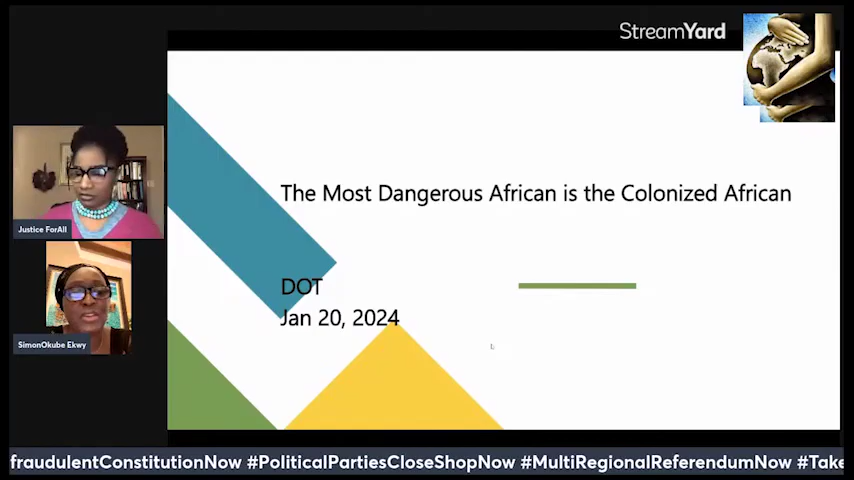 StreamYard
The Most Dangerous African is the Colonized African
DOT
Jan 20, 2024
Justice ForAll
SimonOkube Ekwy
fraudulentConstitutionNow #PoliticalPartiesCloseShopNow #MultiRegionalReferendumNow #Take